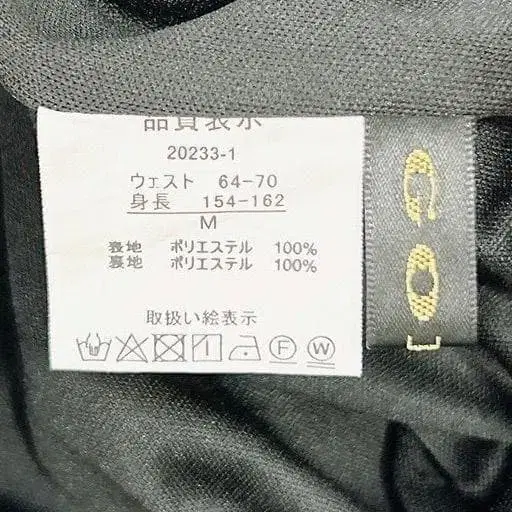 品質表示
20233-1
ウェスト 64-70
身長 154-162
M
表地 ポリエステル 100%
裏地 ポリエステル 100%
取扱い絵表示
F W
G
O
L